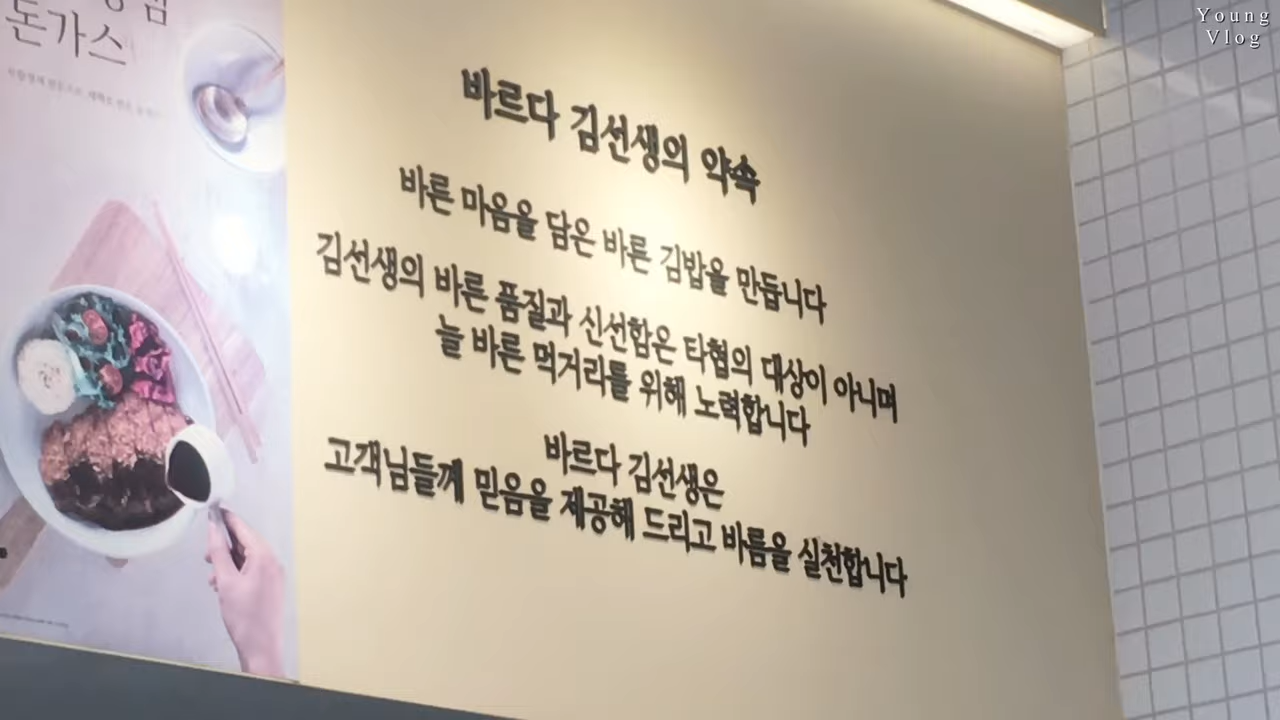 돈가스
바르다 김선생의 약속
바른 마음을 담은 바른 김밥을 만듭니다
김선생의 바른 품질과 신선함은 타협의 대상이 아니며
늘 바른 먹거리를 위해 노력합니다
바르다 김선생은
고객님들께 믿음을 제공해 드리고 바름을 실천합니다
Young
Vlog